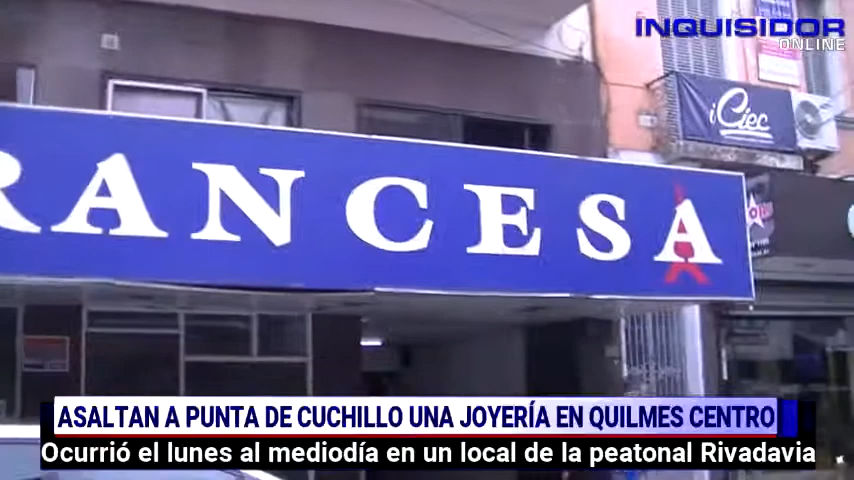 INQUISIDOR
ONLINE
iCiec
RANCESA
ASALTAN A PUNTA DE CUCHILLO UNA JOYERÍA EN QUILMES CENTRO
Ocurrió el lunes al mediodía en un local de la peatonal Rivadavia